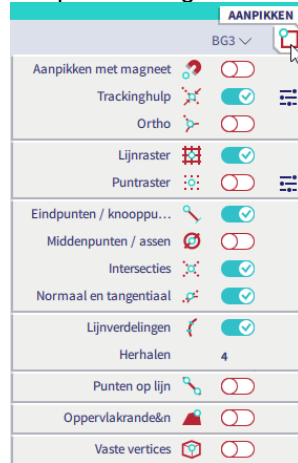 AANPIKKEN
BG3
Aanpikken met magneet
Trackinghulp
Ortho
Lijnraster
Puntraster
Eindpunten / knooppu...
Middenpunten / assen
Intersecties
Normaal en tangentiaal
Lijnverdelingen
Herhalen 4
Punten op lijn
Oppervlakrande&n
Vaste vertices